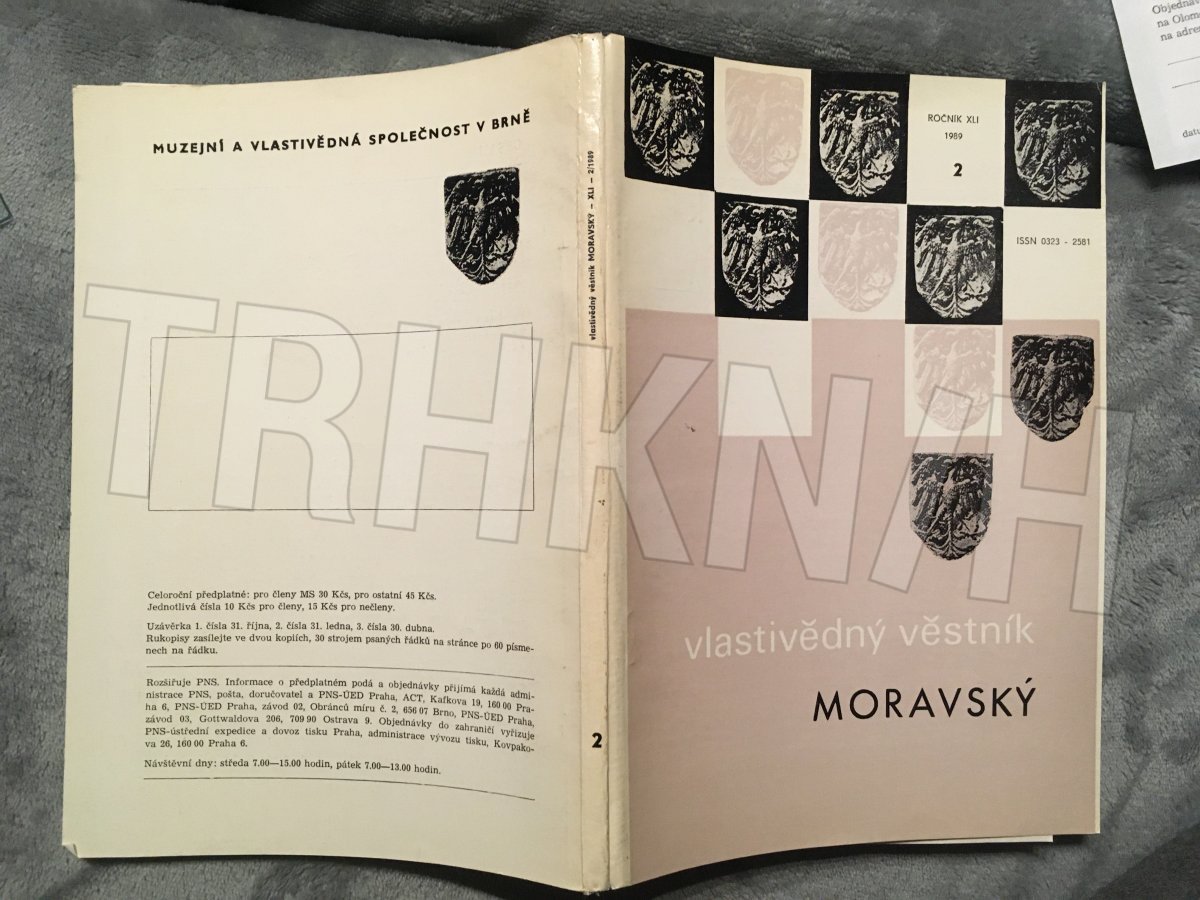 MUZEJNÍ A VLASTIVĚDNÁ SPOLEČNOST V BRNĚ
Celoroční předplatné: pro členy MS 30 Kčs, pro ostatní 45 Kčs.
Jednotlivá čísla 10 Kčs pro členy, 15 Kčs pro nečleny.
Uzávěrka 1. čísla 31. října, 2. čísla 31. ledna, 3. čísla 30. dubna.
Rukopisy zasílejte ve dvou kopiích, 30 strojem psaných řádků na stránce po 60 písme-
nech na řádku.
Rozšiřuje PNS. Informace o předplatném podá a objednávky přijímá každá admi-
nistrace PNS, pošta, doručovatel a PNS-ÚED Praha, ACT, Kafkova 19, 160 00 Pra-
ha 6, PNS-ÚED Praha, závod 02, Obránců míru č. 2, 656 07 Brno, PNS-ÚED Praha,
závod 03, Gottwaldova 206, 709 90 Ostrava 9. Objednávky do zahraničí vyřizuje
PNS-ústřední expedice a dovoz tisku Praha, administrace vývozu tisku, Kovpako-
va 26, 160 00 Praha 6.
Návštěvní dny: středa 7.00—15.00 hodin, pátek 7.00—13.00 hodin.
vlastivědný věstník MORAVSKÝ – XLI – 2/1989
2
ROČNÍK XLI
1989
2
ISSN 0323 - 2581
vlastivědný věstník
MORAVSKÝ
Objednáv
na Olom
na adre
datu
TRHKNIH